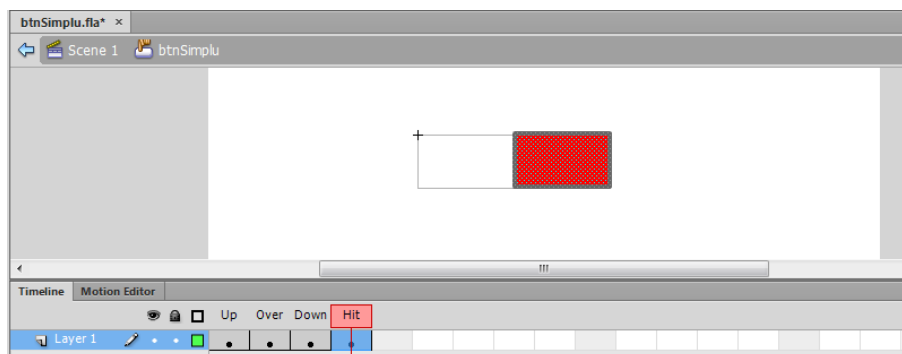 btnSimplu.fla* ×
Scene 1 btnSimplu
Timeline Motion Editor
Up Over Down Hit
Layer 1